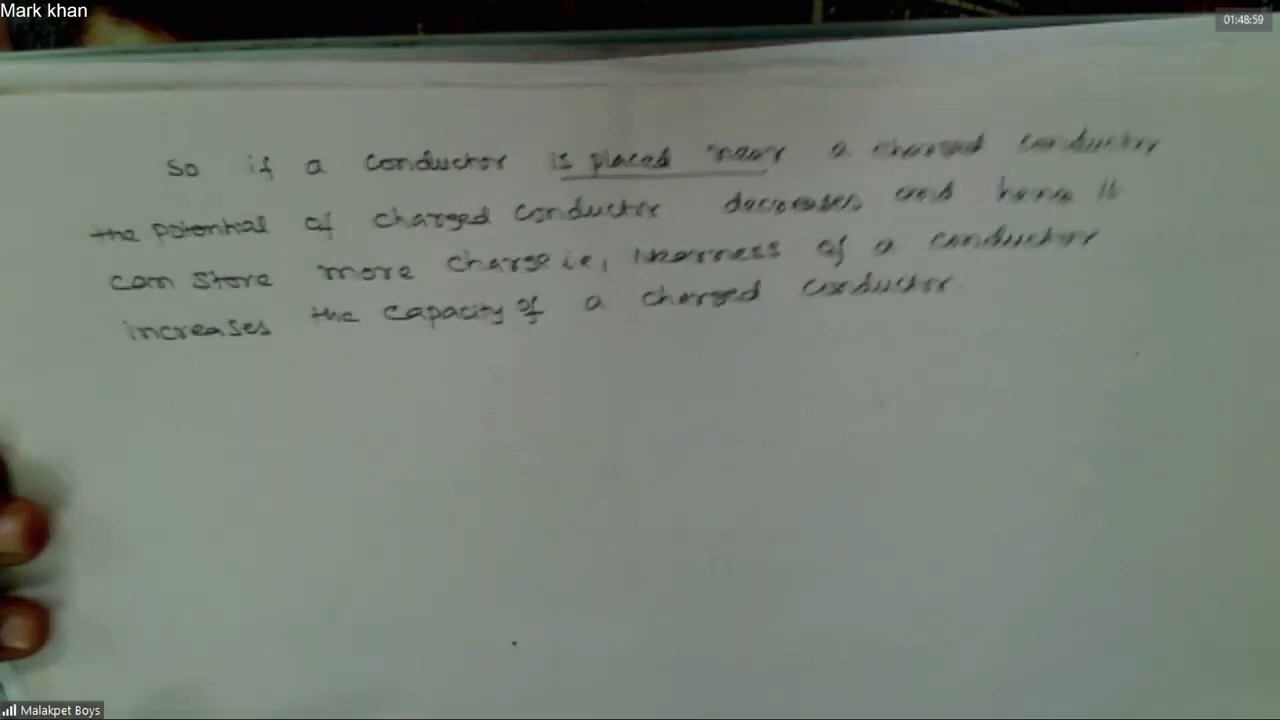 Mark khan
01:48:59
so if a conductor is placed near a charged conductor
the potential of charged conductor decreases and hence it
can store more charge i.e, Nearness of a conductor
increases the capacity of a charged conductor.
Malakpet Boys